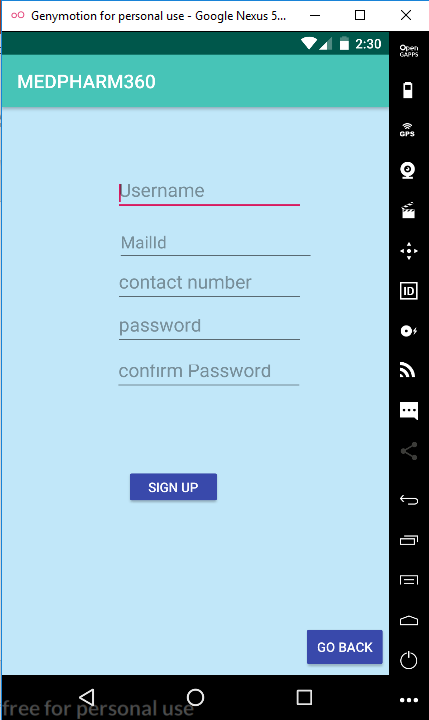 Genymotion for personal use - Google Nexus 5...
2:30
Open
GAPPS
MEDPHARM360
GPS
Username
MailId
contact number
ID
password
confirm Password
SIGN UP
GO BACK
free for personal use